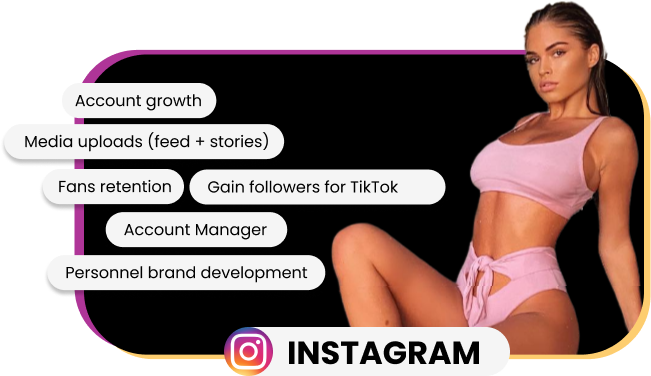 Account growth
Media uploads (feed + stories)
Fans retention
Gain followers for TikTok
Account Manager
Personnel brand development
INSTAGRAM